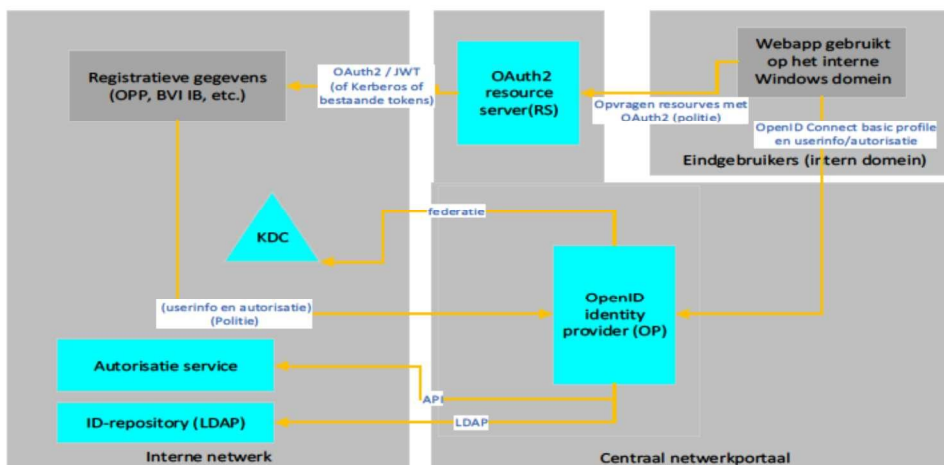 Registratieve gegevens
(OPP, BVI IB, etc.)
OAuth2 / JWT
(of Kerberos of
bestaande tokens)
OAuth2
resource
server(RS)
Opvragen resourves met
OAuth2 (politie)
Webapp gebruikt
op het interne
Windows domein
OpenID Connect basic profile
en userinfo/autorisatie
Eindgebruikers (intern domein)
KDC
federatie
(userinfo en autorisatie)
(Politie)
OpenID
identity
provider (OP)
Autorisatie service
API
ID-repository (LDAP)
LDAP
Interne netwerk
Centraal netwerkportaal